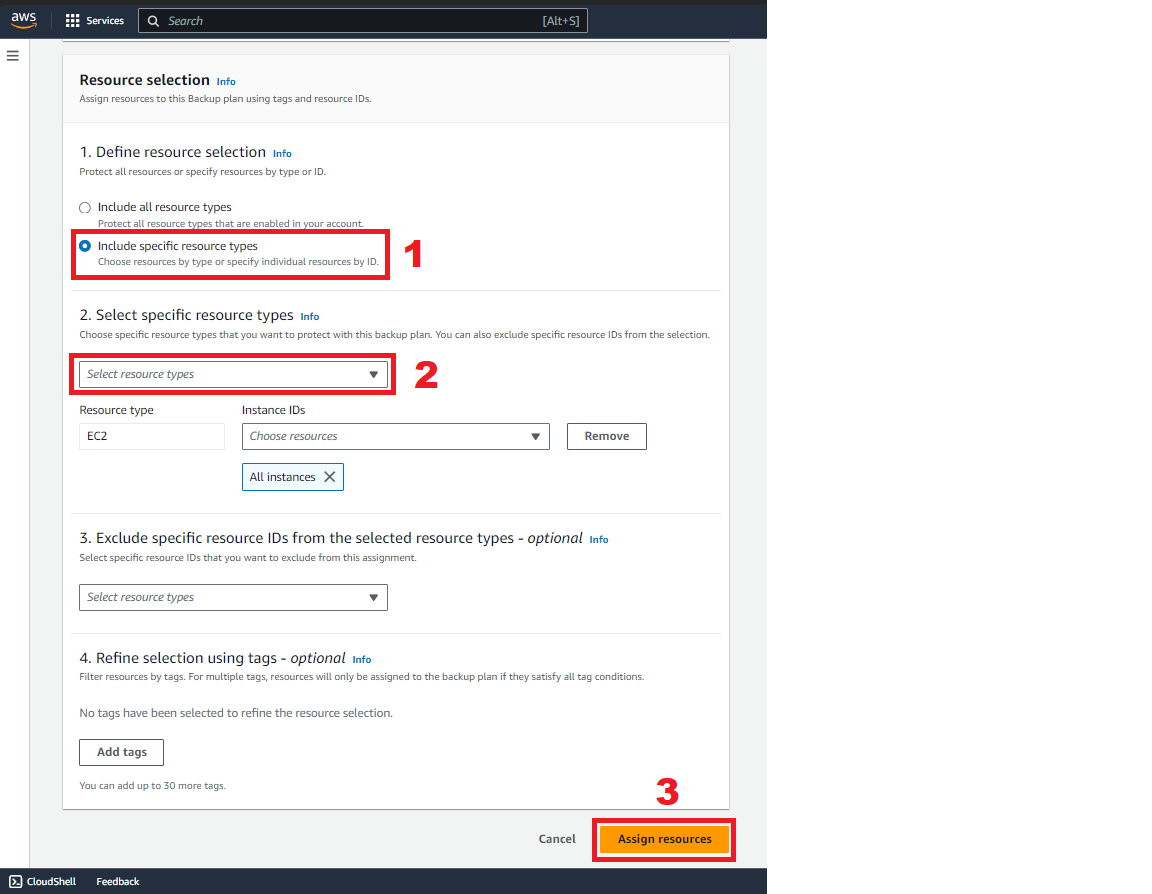 aws
Services
Search
[Alt+S]
Resource selection Info
Assign resources to this Backup plan using tags and resource IDs.
1. Define resource selection Info
Protect all resources or specify resources by type or ID.
Include all resource types
Protect all resource types that are enabled in your account.
Include specific resource types
Choose resources by type or specify individual resources by ID.
1
2. Select specific resource types Info
Choose specific resource types that you want to protect with this backup plan. You can also exclude specific resource IDs from the selection.
Select resource types
2
Resource type
Instance IDs
EC2
Choose resources
Remove
All instances
3. Exclude specific resource IDs from the selected resource types - optional Info
Select specific resource IDs that you want to exclude from this assignment.
Select resource types
4. Refine selection using tags - optional Info
Filter resources by tags. For multiple tags, resources will only be assigned to the backup plan if they satisfy all tag conditions.
No tags have been selected to refine the resource selection.
Add tags
You can add up to 30 more tags.
3
Cancel
Assign resources
CloudShell
Feedback